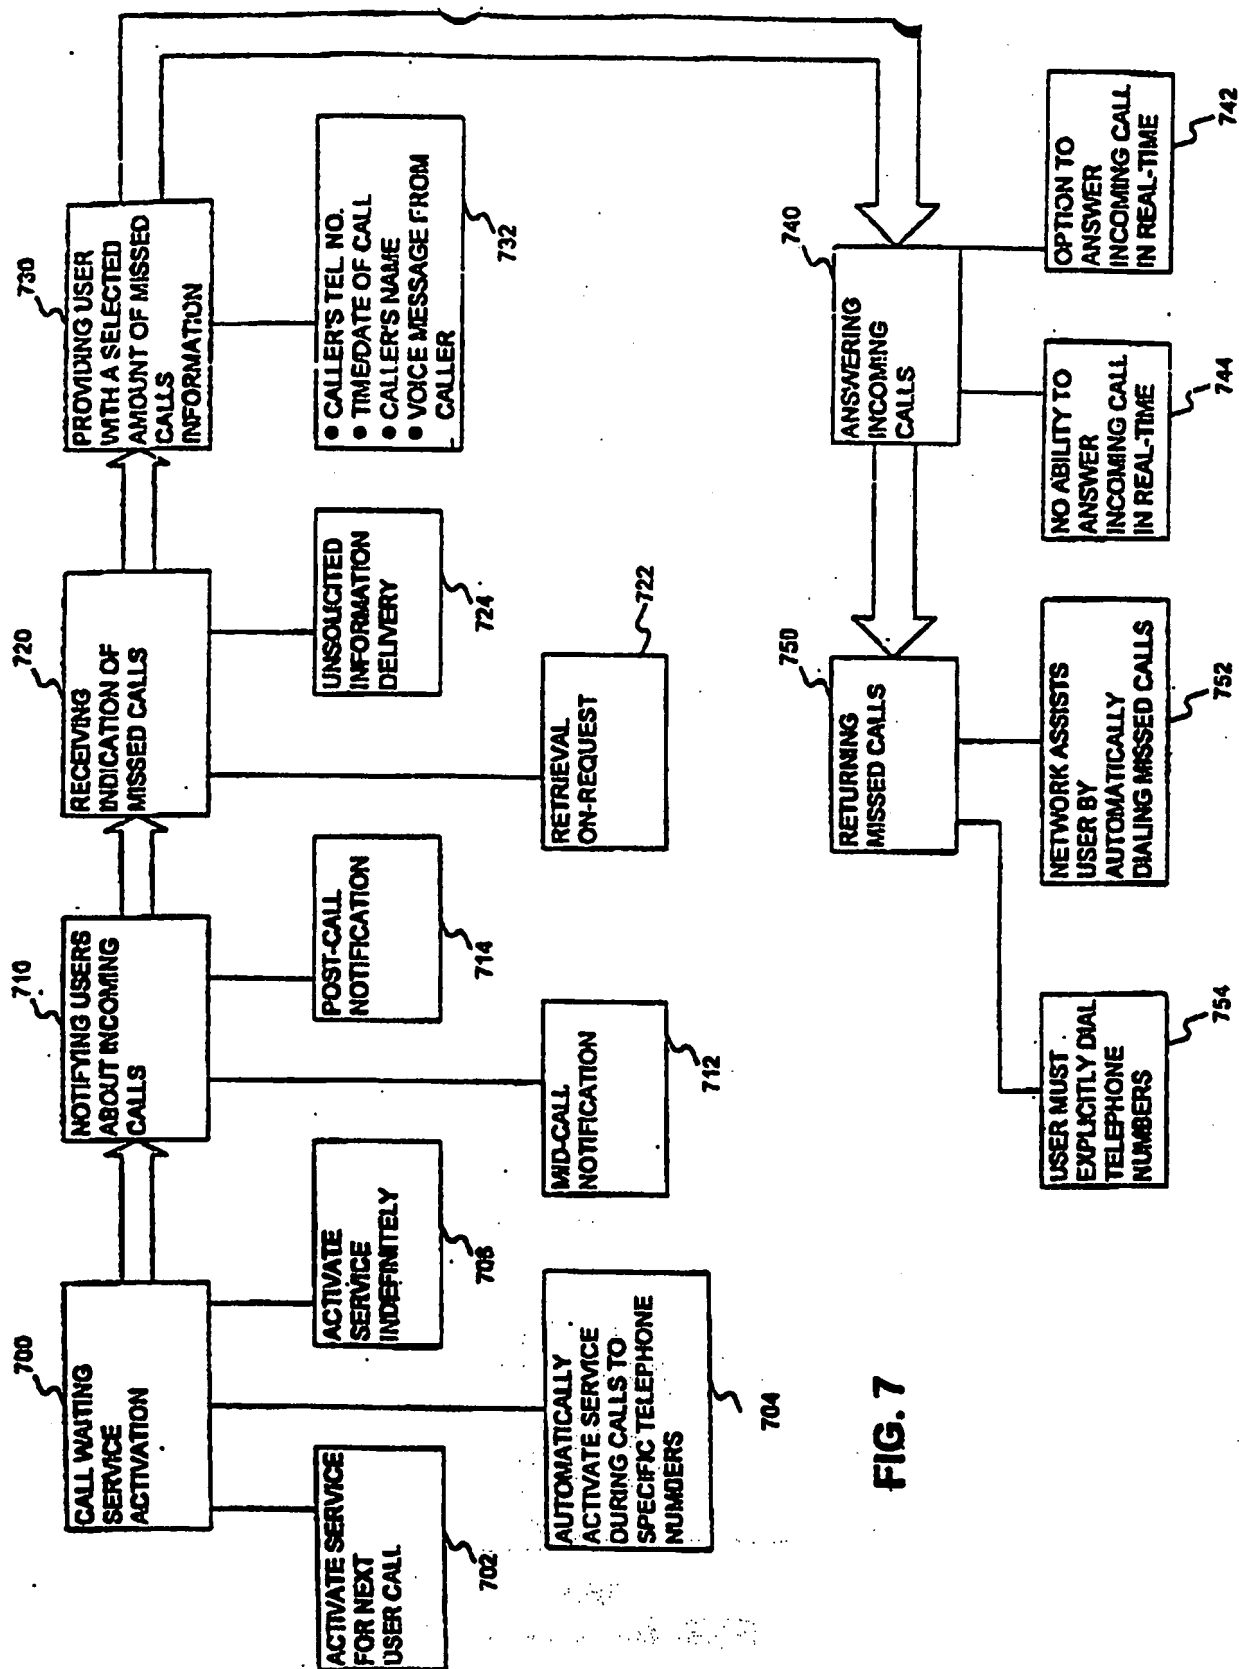 700
CALL WAITING
SERVICE
ACTIVATION
ACTIVATE SERVICE
FOR NEXT
USER CALL
702
AUTOMATICALLY
ACTIVATE SERVICE
DURING CALLS TO
SPECIFIC TELEPHONE
NUMDERS
704
ACTIVATE
SERVICE
INDEFINITELY
706
710
NOTIFYING USERS
ABOUT INCOMING
CALLS
MID-CALL
NOTIFICATION
712
POST-CALL
NOTIFICATION
714
720
RECEIVING
INDICATION OF
MISSED CALLS
RETRIEVAL
ON-REQUEST
722
UNSOLICITED
INFORMATION
DELIVERY
724
730
PROVIDING USER
WITH A SELECTED
AMOUNT OF MISSED
CALLS
INFORMATION
● CALLER'S TEL NO.
● TIME/DATE OF CALL
● CALLER'S NAME
● VOICE MESSAGE FROM
CALLER
732
740
ANSWERING
INCOMING
CALLS
OPTION TO
ANSWER
INCOMING CALL
IN REAL-TIME
742
NO ABILITY TO
ANSWER
INCOMING CALL
IN REAL-TIME
744
750
RETURNING
MISSED CALLS
NETWORK ASSISTS
USER BY
AUTOMATICALLY
DIALING MISSED CALLS
752
USER MUST
EXPLICITLY DIAL
TELEPHONE
NUMBERS
754
FIG. 7